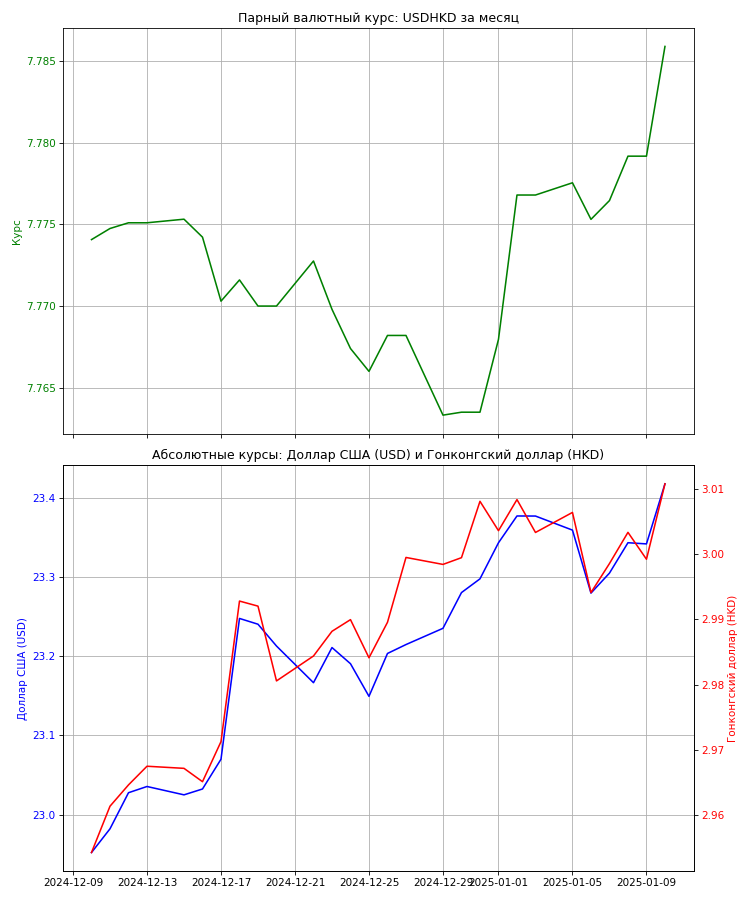 Парный валютный курс: USDHKD за месяц
7.785
7.780
7.775
7.770
7.765
Курс
Абсолютные курсы: Доллар США (USD) и Гонконгский доллар (HKD)
23.4
23.3
23.2
23.1
23.0
Доллар США (USD)
3.01
3.00
2.99
2.98
2.97
2.96
Гонконгский доллар (HKD)
2024-12-09 2024-12-13 2024-12-17 2024-12-21 2024-12-25 2024-12-29 2025-01-01 2025-01-05 2025-01-09